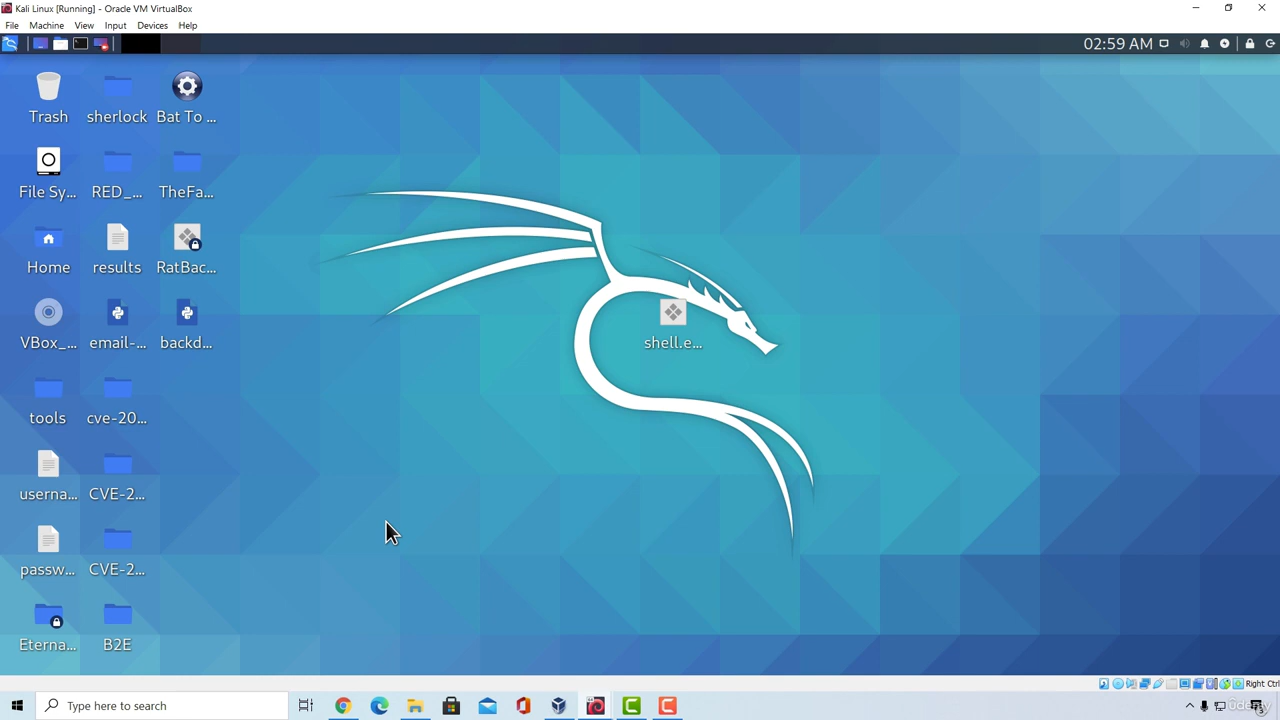 Kali Linux [Running] - Oracle VM VirtualBox
File Machine View Input Devices Help
02:59 AM
Trash sherlock Bat To ...
File Sy... RED_... TheFa...
Home results RatBac...
VBox_... email-... backd... shell.e...
tools cve-20...
userna... CVE-2...
passw... CVE-2...
Eterna... B2E
Right Ctrl
Type here to search
Udemy